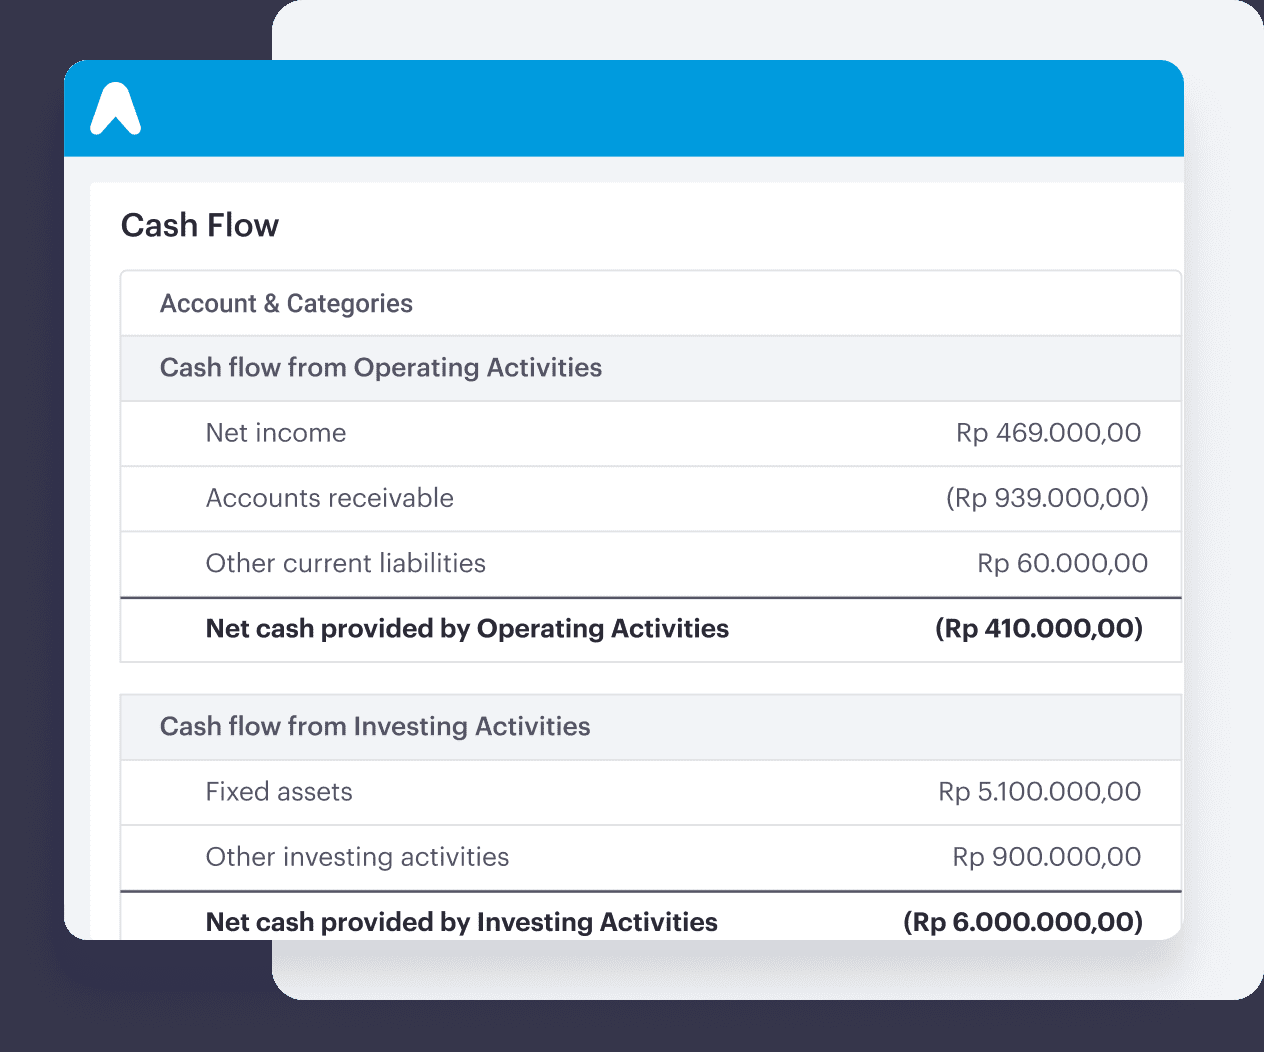 Cash Flow
Account & Categories
Cash flow from Operating Activities
Net income Rp 469.000,00
Accounts receivable (Rp 939.000,00)
Other current liabilities Rp 60.000,00
Net cash provided by Operating Activities (Rp 410.000,00)
Cash flow from Investing Activities
Fixed assets Rp 5.100.000,00
Other investing activities Rp 900.000,00
Net cash provided by Investing Activities (Rp 6.000.000,00)